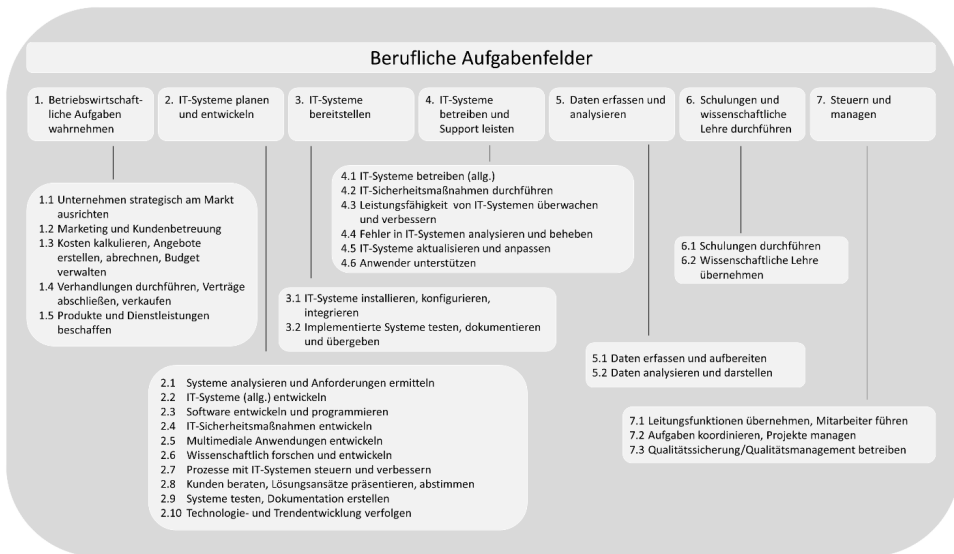 Berufliche Aufgabenfelder
1. Betriebswirtschaft-
liche Aufgaben
wahrnehmen
2. IT-Systeme planen
und entwickeln
3. IT-Systeme
bereitstellen
4. IT-Systeme
betreiben und
Support leisten
5. Daten erfassen und
analysieren
6. Schulungen und
wissenschaftliche
Lehre durchführen
7. Steuern und
managen
1.1 Unternehmen strategisch am Markt
ausrichten
1.2 Marketing und Kundenbetreuung
1.3 Kosten kalkulieren, Angebote
erstellen, abrechnen, Budget
verwalten
1.4 Verhandlungen durchführen, Verträge
abschließen, verkaufen
1.5 Produkte und Dienstleistungen
beschaffen
4.1 IT-Systeme betreiben (allg.)
4.2 IT-Sicherheitsmaßnahmen durchführen
4.3 Leistungsfähigkeit von IT-Systemen überwachen
und verbessern
4.4 Fehler in IT-Systemen analysieren und beheben
4.5 IT-Systeme aktualisieren und anpassen
4.6 Anwender unterstützen
6.1 Schulungen durchführen
6.2 Wissenschaftliche Lehre
übernehmen
3.1 IT-Systeme installieren, konfigurieren,
integrieren
3.2 Implementierte Systeme testen, dokumentieren
und übergeben
5.1 Daten erfassen und aufbereiten
5.2 Daten analysieren und darstellen
2.1 Systeme analysieren und Anforderungen ermitteln
2.2 IT-Systeme (allg.) entwickeln
2.3 Software entwickeln und programmieren
2.4 IT-Sicherheitsmaßnahmen entwickeln
2.5 Multimediale Anwendungen entwickeln
2.6 Wissenschaftlich forschen und entwickeln
2.7 Prozesse mit IT-Systemen steuern und verbessern
2.8 Kunden beraten, Lösungsansätze präsentieren, abstimmen
2.9 Systeme testen, Dokumentation erstellen
2.10 Technologie- und Trendentwicklung verfolgen
7.1 Leitungsfunktionen übernehmen, Mitarbeiter führen
7.2 Aufgaben koordinieren, Projekte managen
7.3 Qualitätssicherung/Qualitätsmanagement betreiben